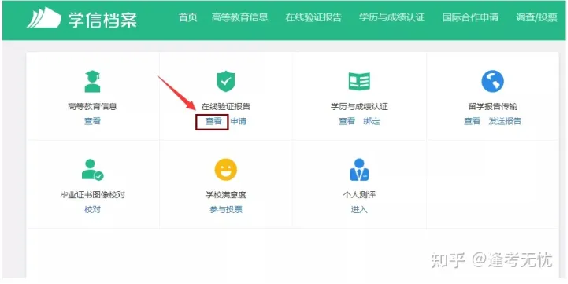 学信档案 首页 高等教育信息 在线验证报告 学历与成绩认证 国际合作申请 调查/投票
高等教育信息 在线验证报告 学历与成绩认证 留学报告传输
查看 查看 申请 查看 绑定 查看 发送报告
毕业证书图像校对 学校满意度 个人测评
校对 参与投票 进入
知乎 @逢考无忧